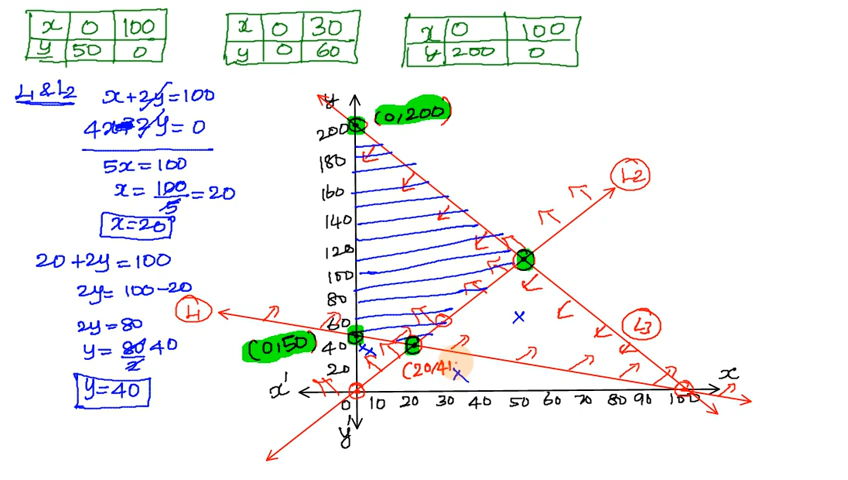 x 0 100
y 50 0
x 0 30
y 0 60
x 0 100
y 200 0
L1 & L2
x + 2y = 100
4x - 2y = 0
5x = 100
x = 100/5 = 20
x = 20
20 + 2y = 100
2y = 100 - 20
2y = 80
y = 80/2 40
y = 40
y
(0,200)
200
180
160
140
120
100
80
60
40
20
L2
L1
L3
(0,50)
(20,4
x'
x
0 10 20 30 40 50 60 70 80 90 100
y'